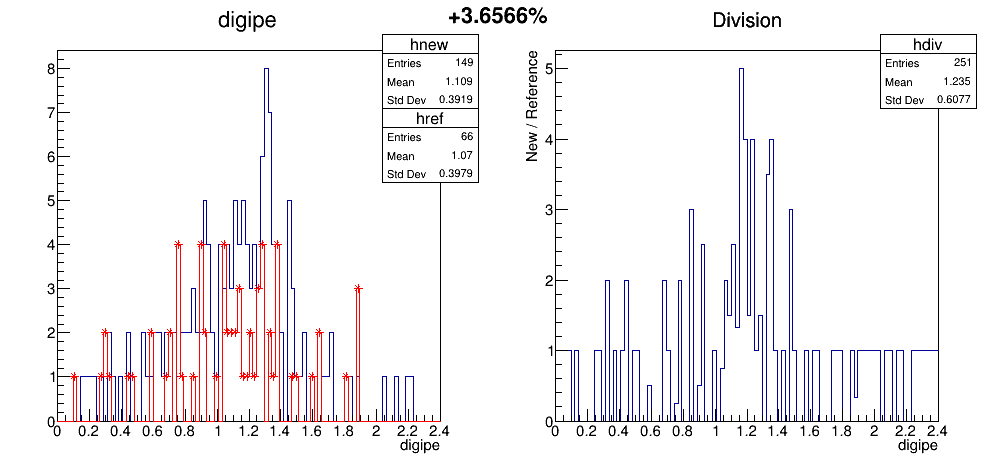 +3.6566%
digipe
hnew
Entries 149
Mean 1.109
Std Dev 0.3919
href
Entries 66
Mean 1.07
Std Dev 0.3979
8
7
6
5
4
3
2
1
0
0 0.2 0.4 0.6 0.8 1 1.2 1.4 1.6 1.8 2 2.2 2.4
digipe
Division
hdiv
Entries 251
Mean 1.235
Std Dev 0.6077
New / Reference
5
4
3
2
1
0
0 0.2 0.4 0.6 0.8 1 1.2 1.4 1.6 1.8 2 2.2 2.4
digipe